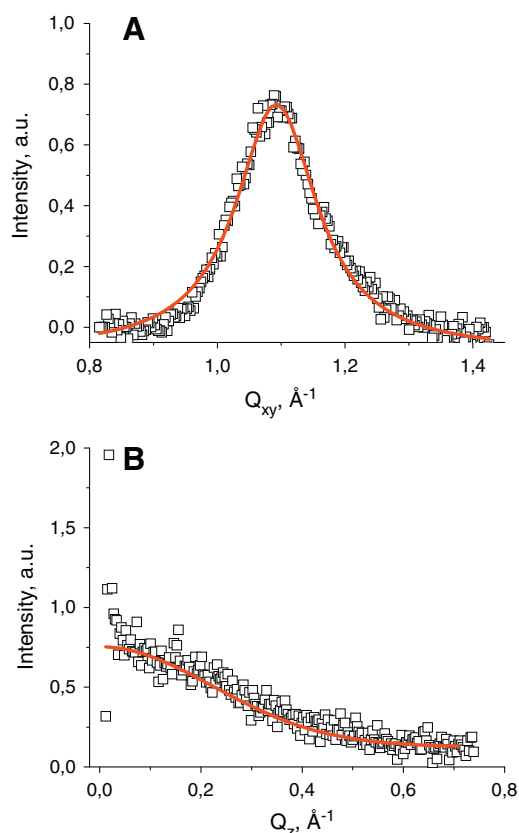 A
1,0
0,8
0,6
0,4
0,2
0,0
Intensity, a.u.
0,8 1,0 1,2 1,4
Qxy, Å-1
B
2,0
1,5
1,0
0,5
0,0
Intensity, a.u.
0,0 0,2 0,4 0,6 0,8
Qz, Å-1